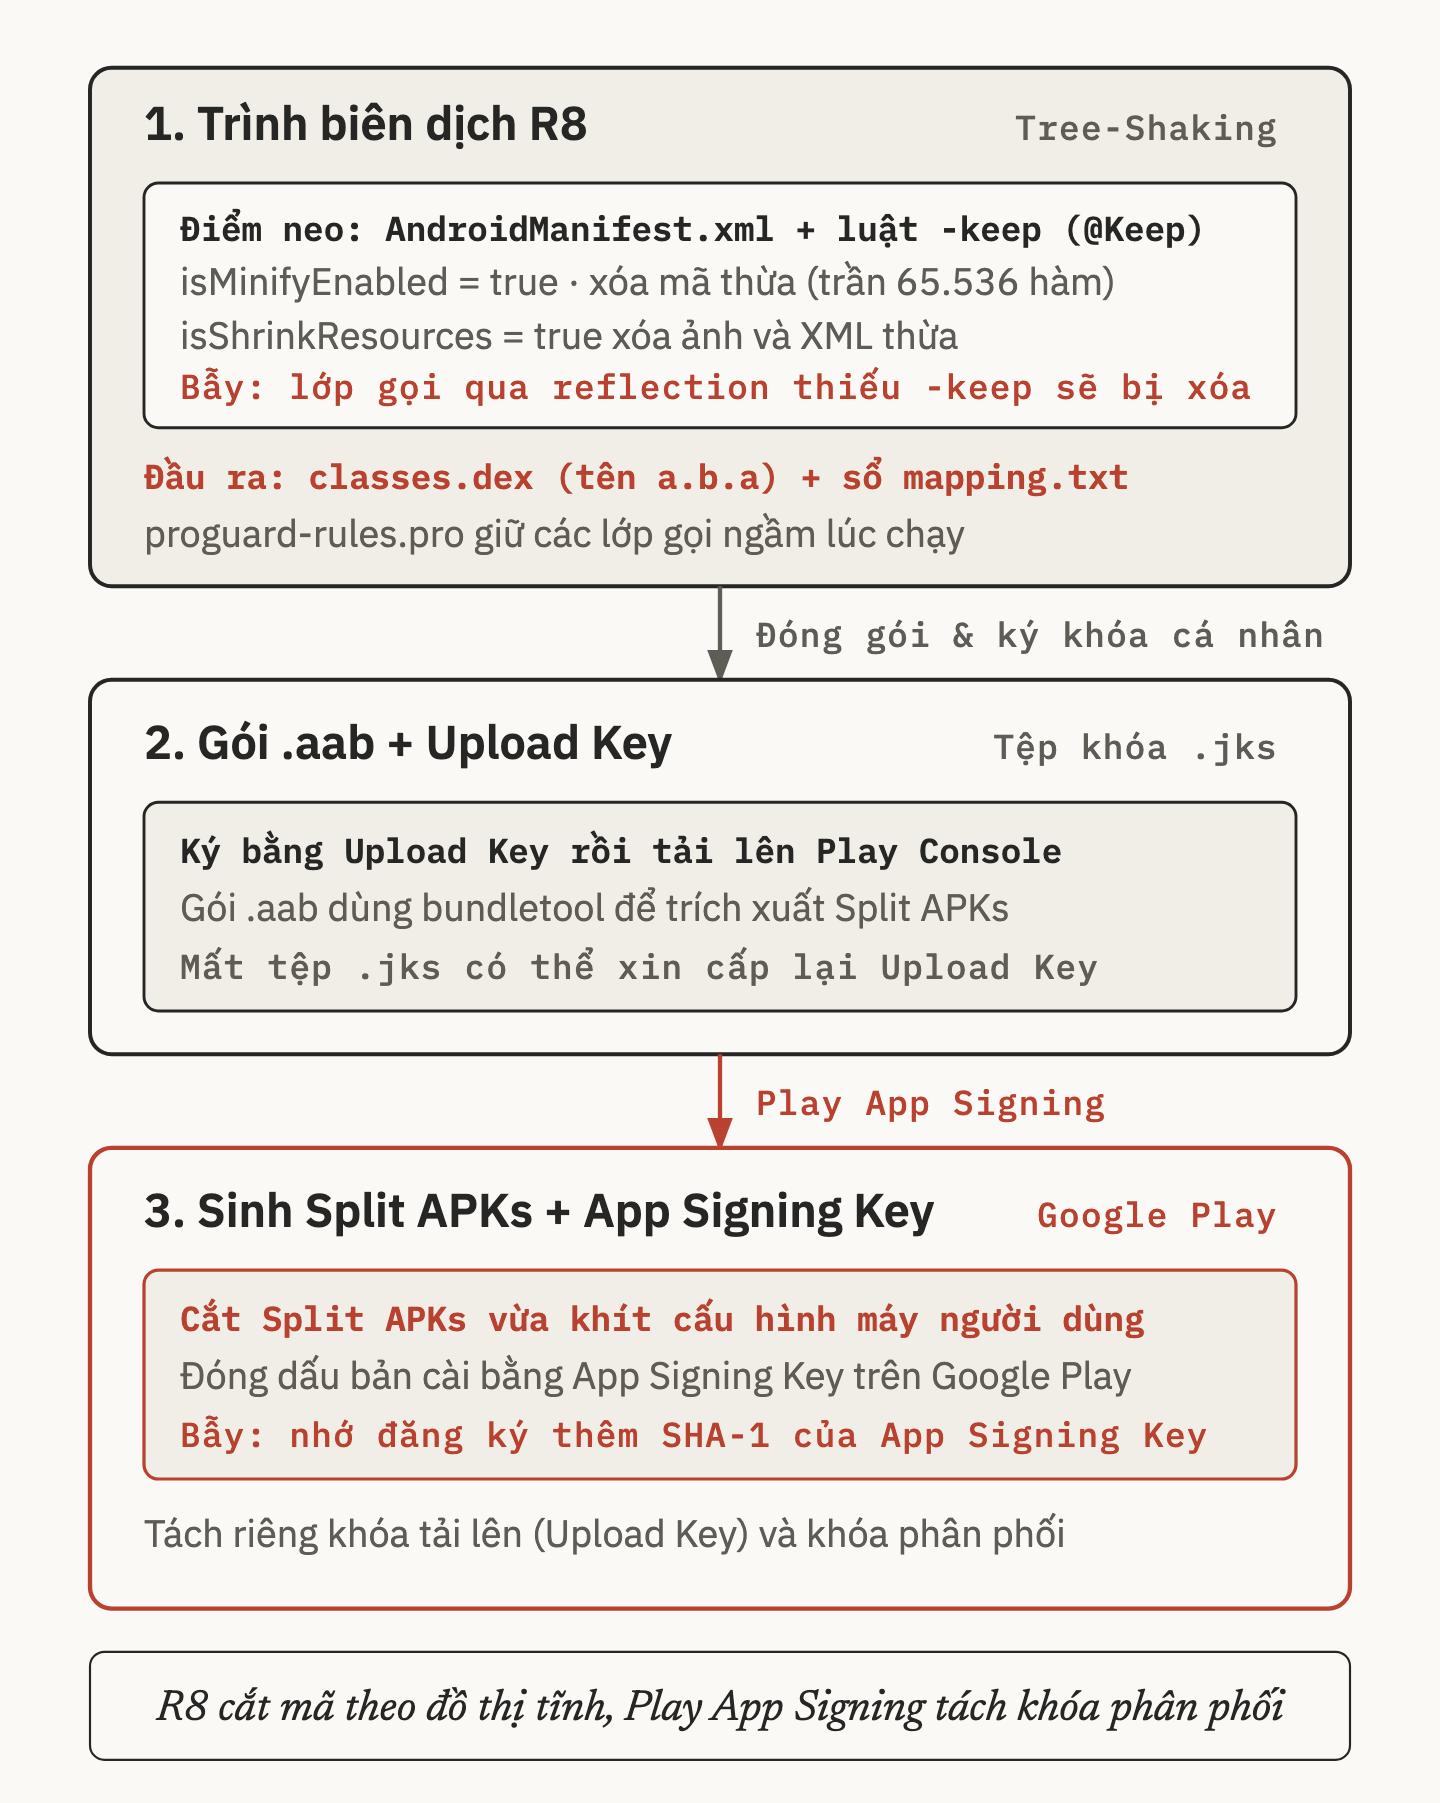 1. Trình biên dịch R8
Tree-Shaking
Điểm neo: AndroidManifest.xml + luật -keep (@Keep)
isMinifyEnabled = true · xóa mã thừa (trần 65.536 hàm)
isShrinkResources = true xóa ảnh và XML thừa
Bẫy: lớp gọi qua reflection thiếu -keep sẽ bị xóa
Đầu ra: classes.dex (tên a.b.a) + sổ mapping.txt
proguard-rules.pro giữ các lớp gọi ngầm lúc chạy
Đóng gói & ký khóa cá nhân
2. Gói .aab + Upload Key
Tệp khóa .jks
Ký bằng Upload Key rồi tải lên Play Console
Gói .aab dùng bundletool để trích xuất Split APKs
Mất tệp .jks có thể xin cấp lại Upload Key
Play App Signing
3. Sinh Split APKs + App Signing Key
Google Play
Cắt Split APKs vừa khít cấu hình máy người dùng
Đóng dấu bản cài bằng App Signing Key trên Google Play
Bẫy: nhớ đăng ký thêm SHA-1 của App Signing Key
Tách riêng khóa tải lên (Upload Key) và khóa phân phối
R8 cắt mã theo đồ thị tĩnh, Play App Signing tách khóa phân phối